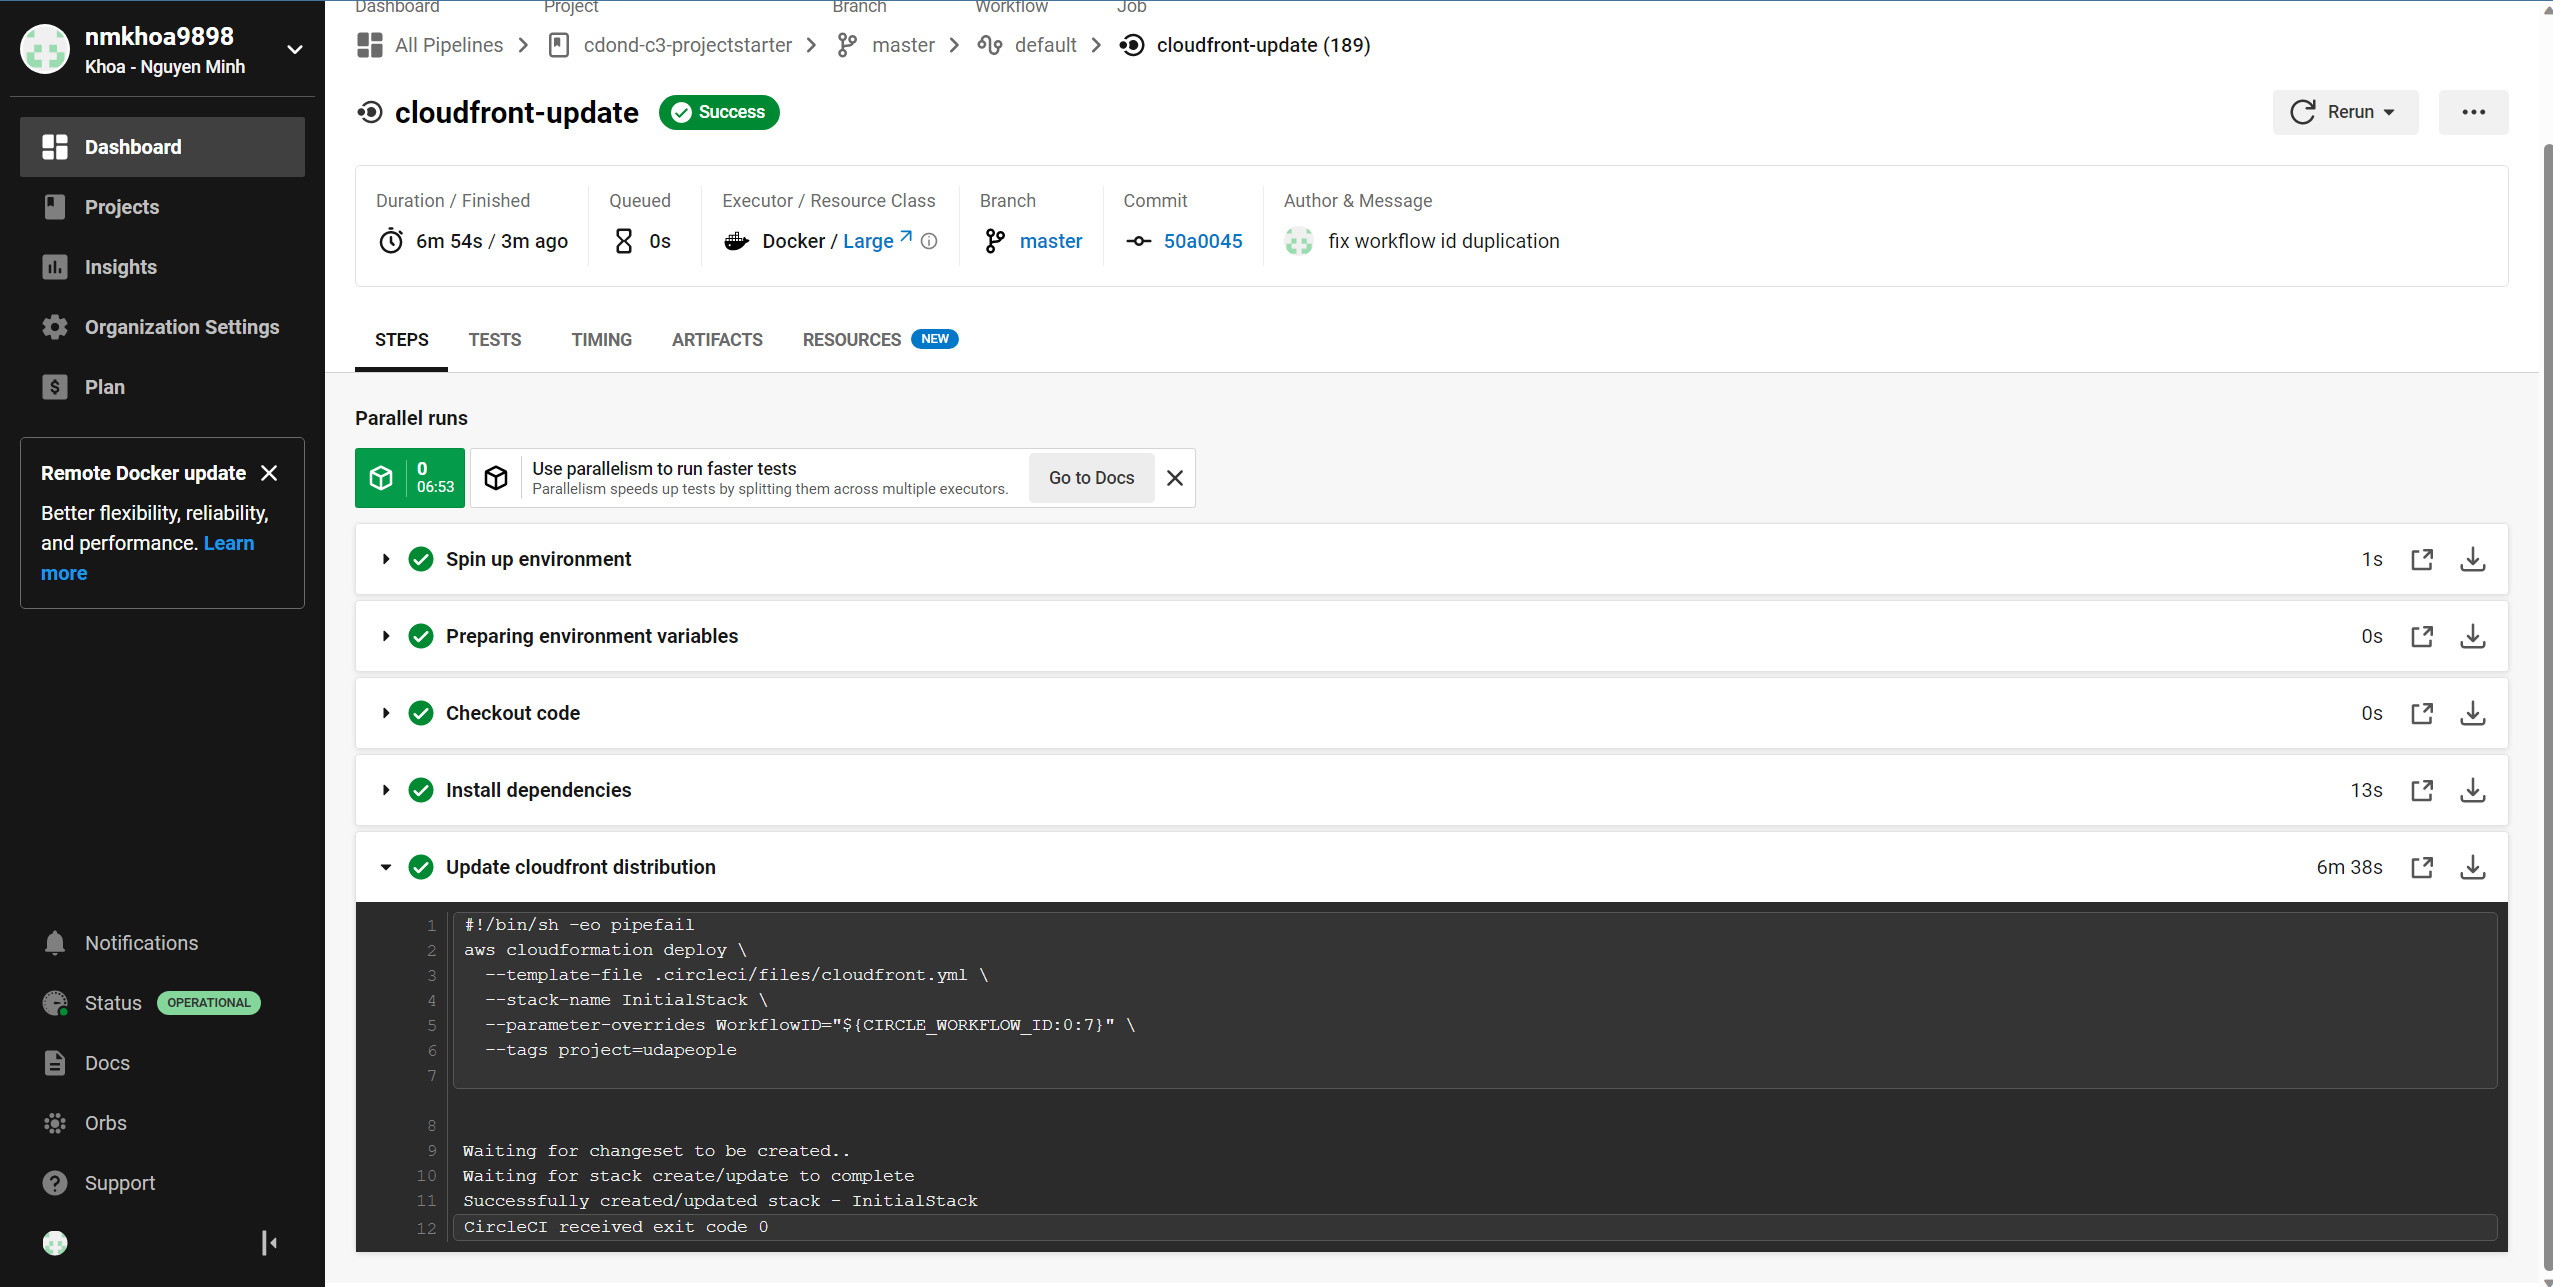 nmkhoa9898
Khoa - Nguyen Minh
Dashboard
Projects
Insights
Organization Settings
Plan
Remote Docker update
Better flexibility, reliability,
and performance. Learn
more
Notifications
Status OPERATIONAL
Docs
Orbs
Support
Dashboard Project Branch Workflow Job
All Pipelines cdond-c3-projectstarter master default cloudfront-update (189)
cloudfront-update Success Rerun
Duration / Finished Queued Executor / Resource Class Branch Commit Author & Message
6m 54s / 3m ago 0s Docker / Large master 50a0045 fix workflow id duplication
STEPS TESTS TIMING ARTIFACTS RESOURCES NEW
Parallel runs
0
06:53
Use parallelism to run faster tests
Parallelism speeds up tests by splitting them across multiple executors.
Go to Docs
Spin up environment 1s
Preparing environment variables 0s
Checkout code 0s
Install dependencies 13s
Update cloudfront distribution 6m 38s
1 #!/bin/sh -eo pipefail
2 aws cloudformation deploy \
3 --template-file .circleci/files/cloudfront.yml \
4 --stack-name InitialStack \
5 --parameter-overrides WorkflowID="${CIRCLE_WORKFLOW_ID:0:7}" \
6 --tags project=udapeople
7
8
9 Waiting for changeset to be created..
10 Waiting for stack create/update to complete
11 Successfully created/updated stack - InitialStack
12 CircleCI received exit code 0